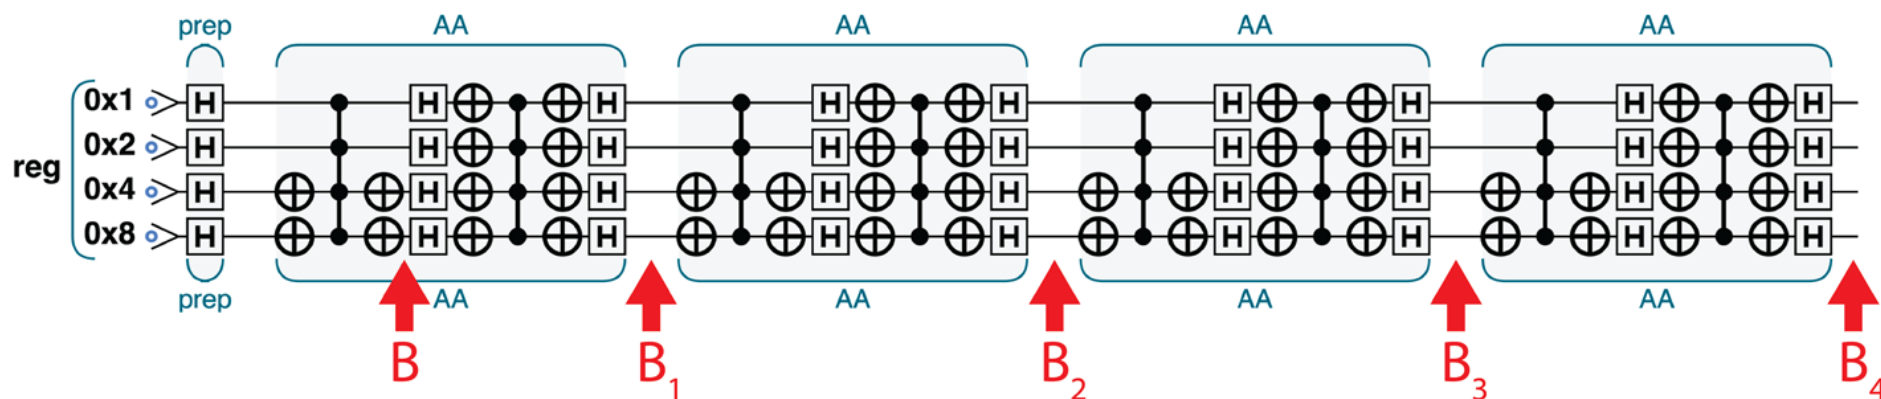 prep AA AA AA AA
0x1 H H H H H H H H H
0x2 H H H H H H H H H
reg
0x4 H H H H H H H H H
0x8 H H H H H H H H H
prep AA AA AA AA
B B1 B2 B3 B4